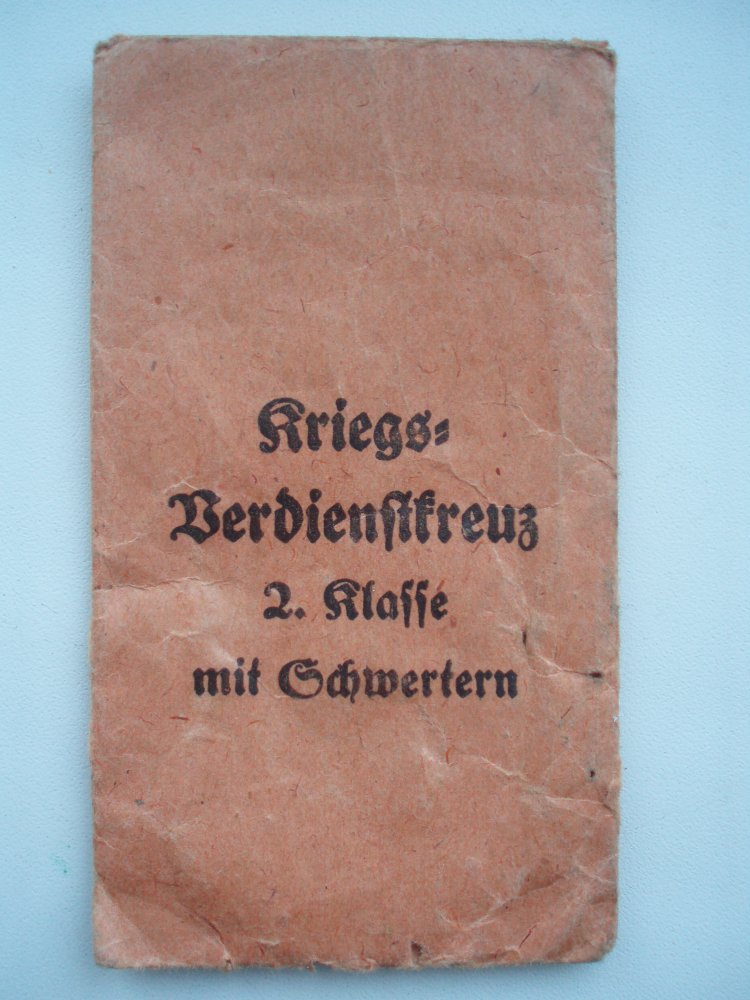 Kriegs-
Verdienstkreuz
2. Klasse
mit Schwertern